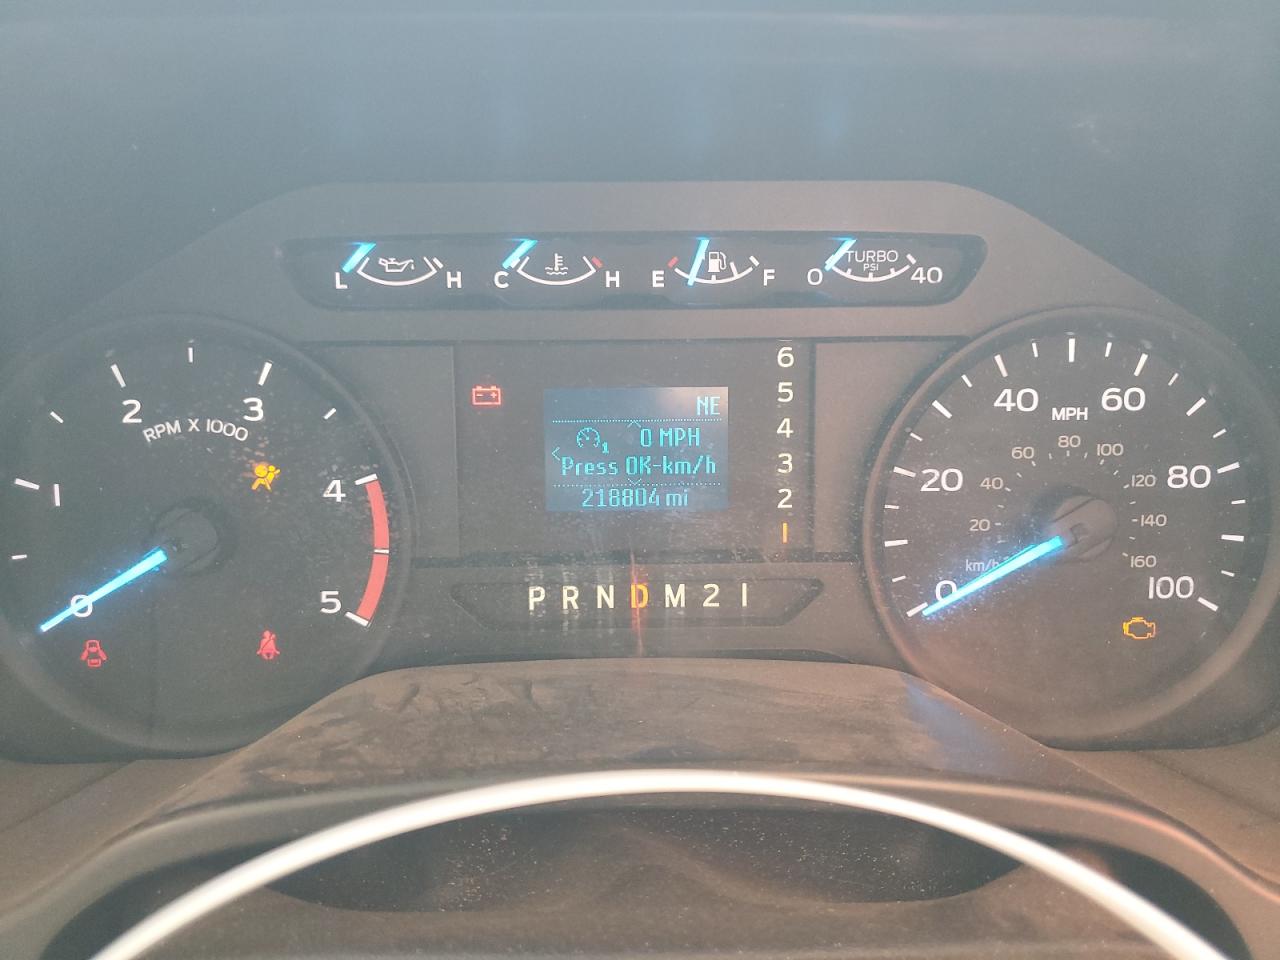 L H
C H
E F
0 TURBO PSI 40
1 2 3 4 5
0
RPM X 1000
NE
0 MPH
Press OK-km/h
218804 mi
6
5
4
3
2
1
P R N D M 2 1
0 20 40 60 80 100
MPH
20 40 60 80 100 120 140 160
km/h